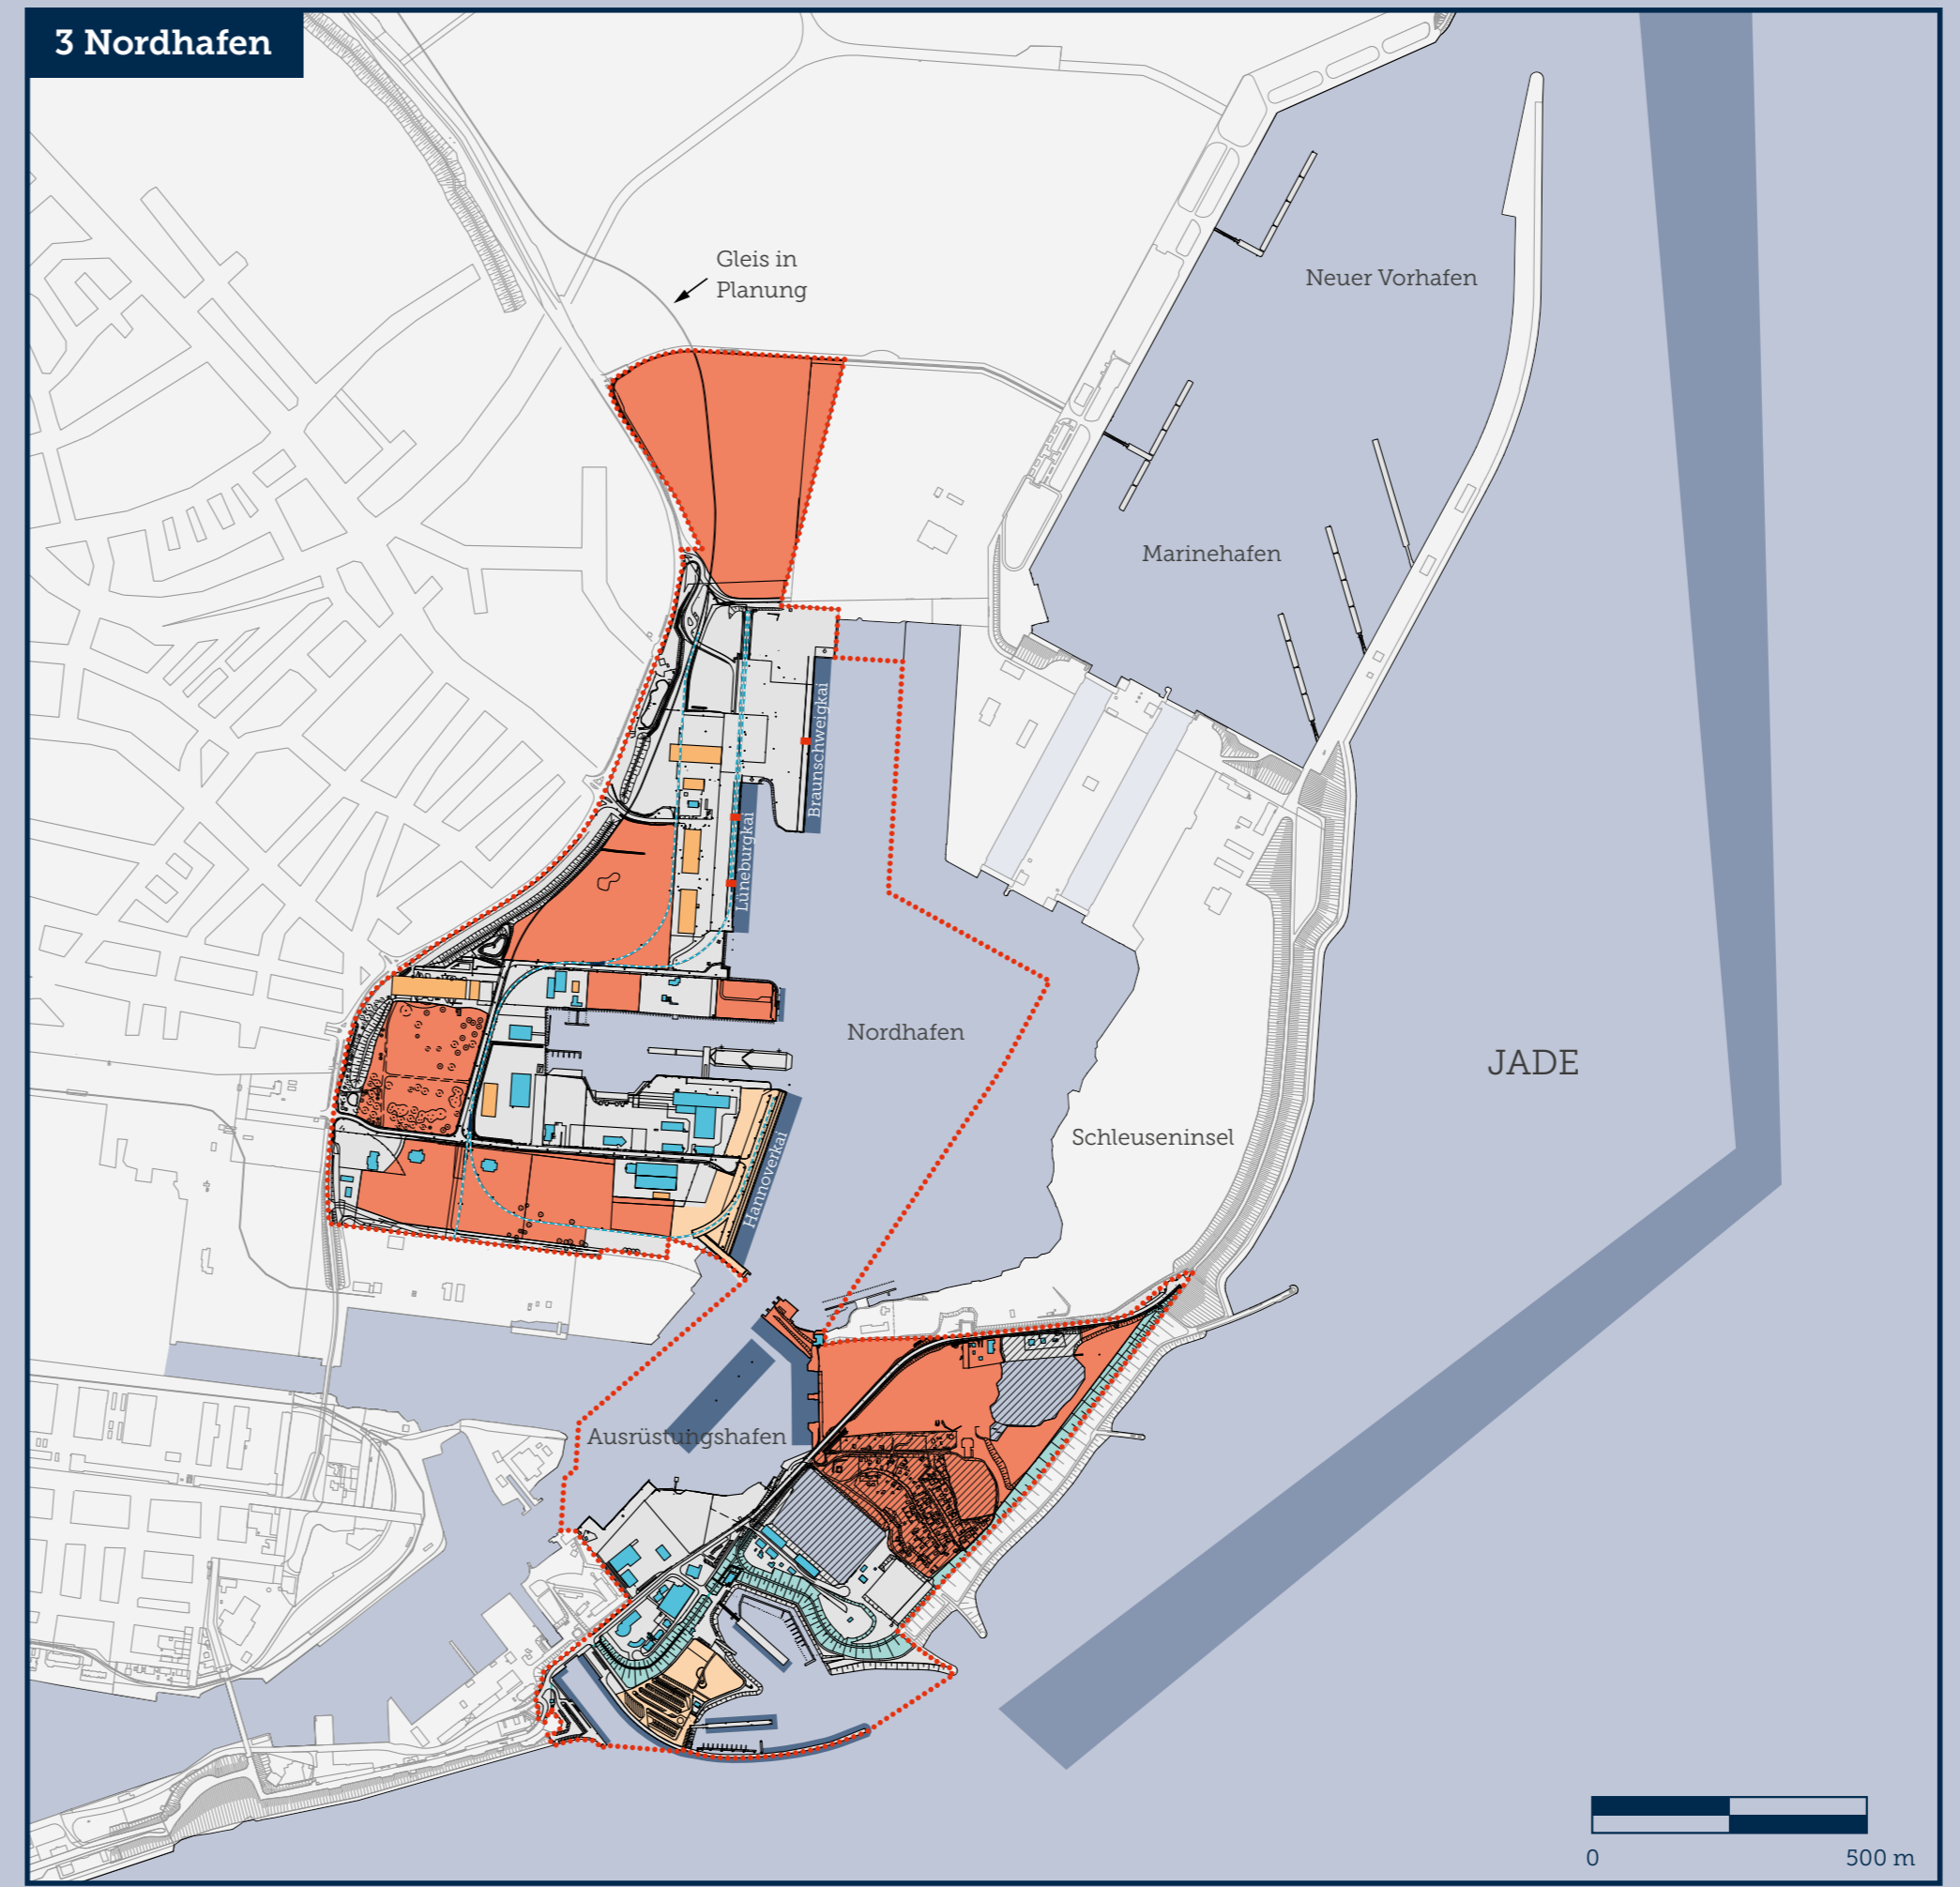 3 Nordhafen
Gleis in
Planung
Neuer Vorhafen
Marinehafen
Braunschweigkai
Lüneburgkai
Nordhafen
JADE
Schleuseninsel
Hannoverkai
Ausrüstungshafen
0
500 m